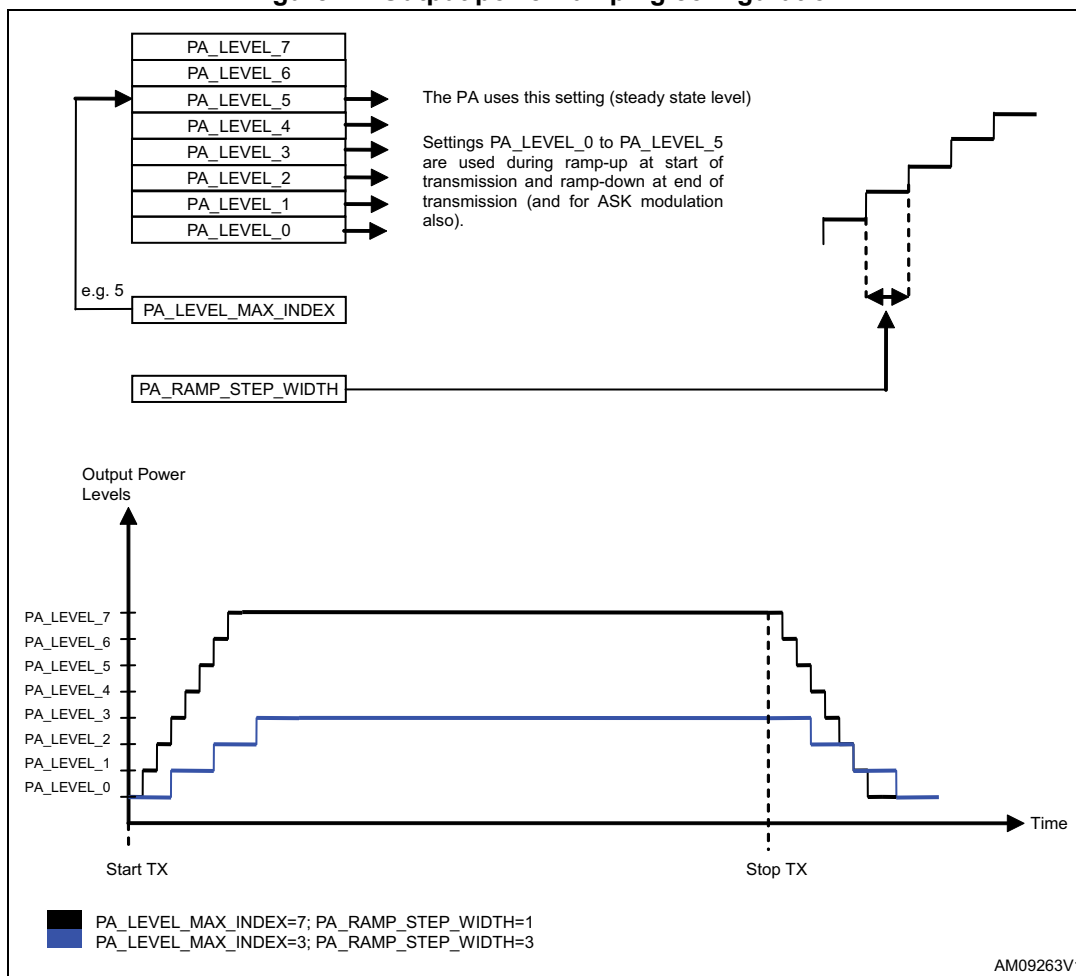 PA_LEVEL_7
PA_LEVEL_6
PA_LEVEL_5
PA_LEVEL_4
PA_LEVEL_3
PA_LEVEL_2
PA_LEVEL_1
PA_LEVEL_0
The PA uses this setting (steady state level)
Settings PA_LEVEL_0 to PA_LEVEL_5
are used during ramp-up at start of
transmission and ramp-down at end of
transmission (and for ASK modulation
also).
e.g. 5
PA_LEVEL_MAX_INDEX
PA_RAMP_STEP_WIDTH
Output Power
Levels
PA_LEVEL_7
PA_LEVEL_6
PA_LEVEL_5
PA_LEVEL_4
PA_LEVEL_3
PA_LEVEL_2
PA_LEVEL_1
PA_LEVEL_0
Time
Start TX
Stop TX
PA_LEVEL_MAX_INDEX=7; PA_RAMP_STEP_WIDTH=1
PA_LEVEL_MAX_INDEX=3; PA_RAMP_STEP_WIDTH=3